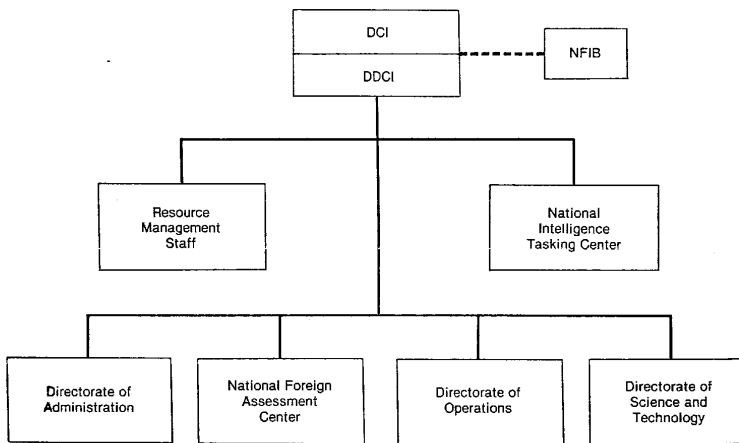 DCI
NFIB
DDCI
Resource
Management
Staff
National
Intelligence
Tasking Center
Directorate of
Administration
National Foreign
Assessment
Center
Directorate of
Operations
Directorate of
Science and
Technology